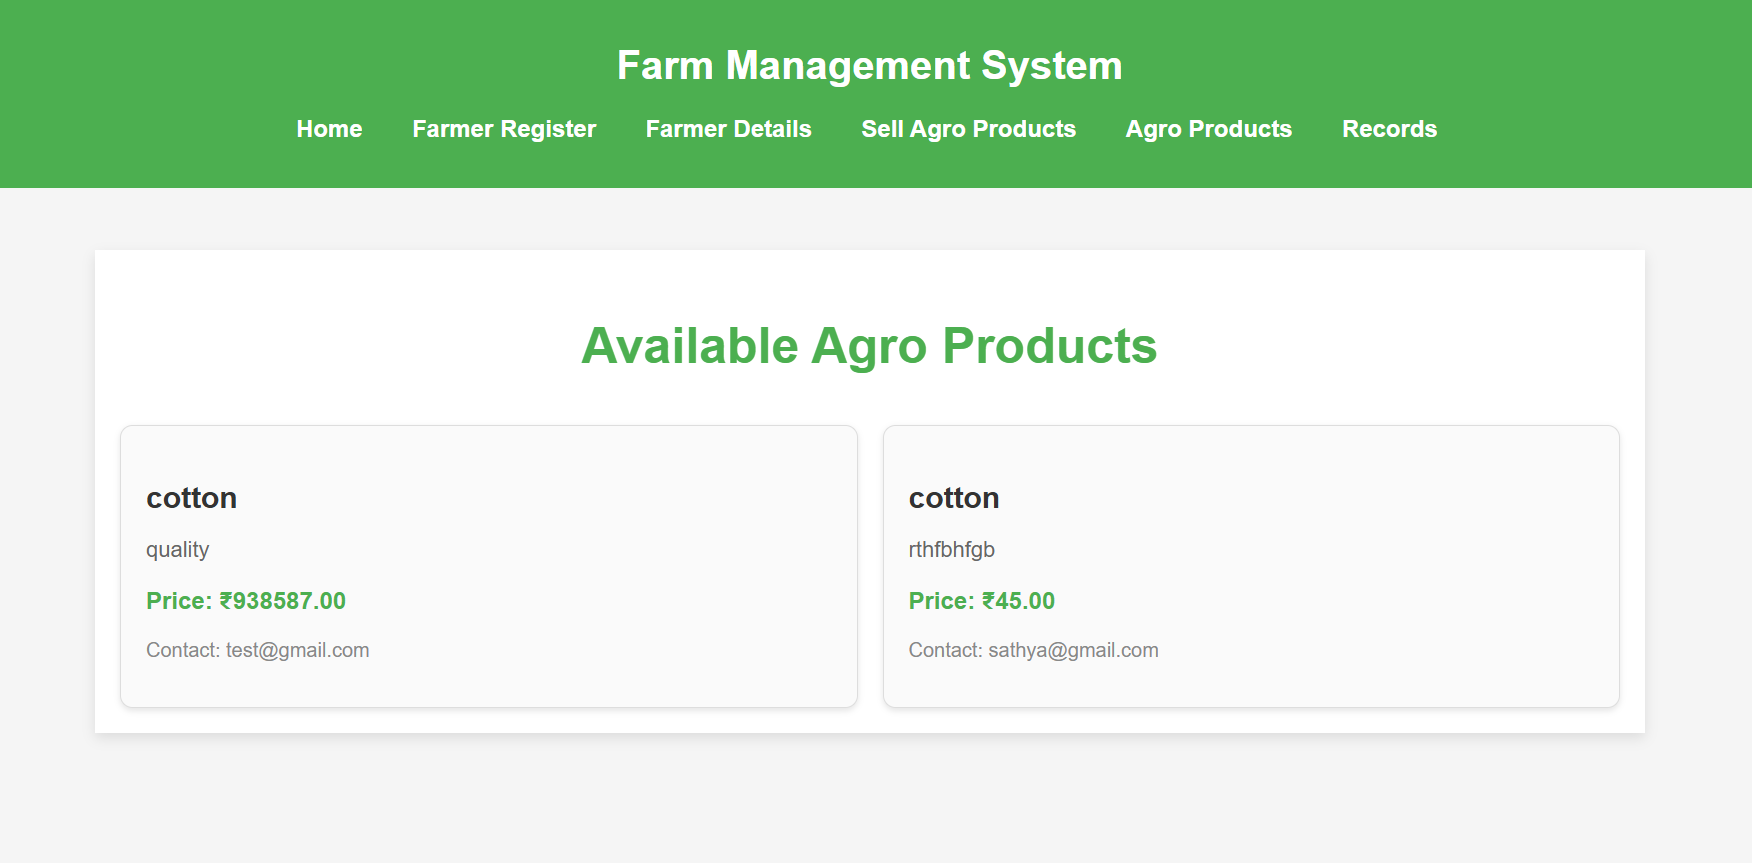 Farm Management System
Home Farmer Register Farmer Details Sell Agro Products Agro Products Records
Available Agro Products
cotton
quality
Price: ₹938587.00
Contact: test@gmail.com
cotton
rthfbhfgb
Price: ₹45.00
Contact: sathya@gmail.com